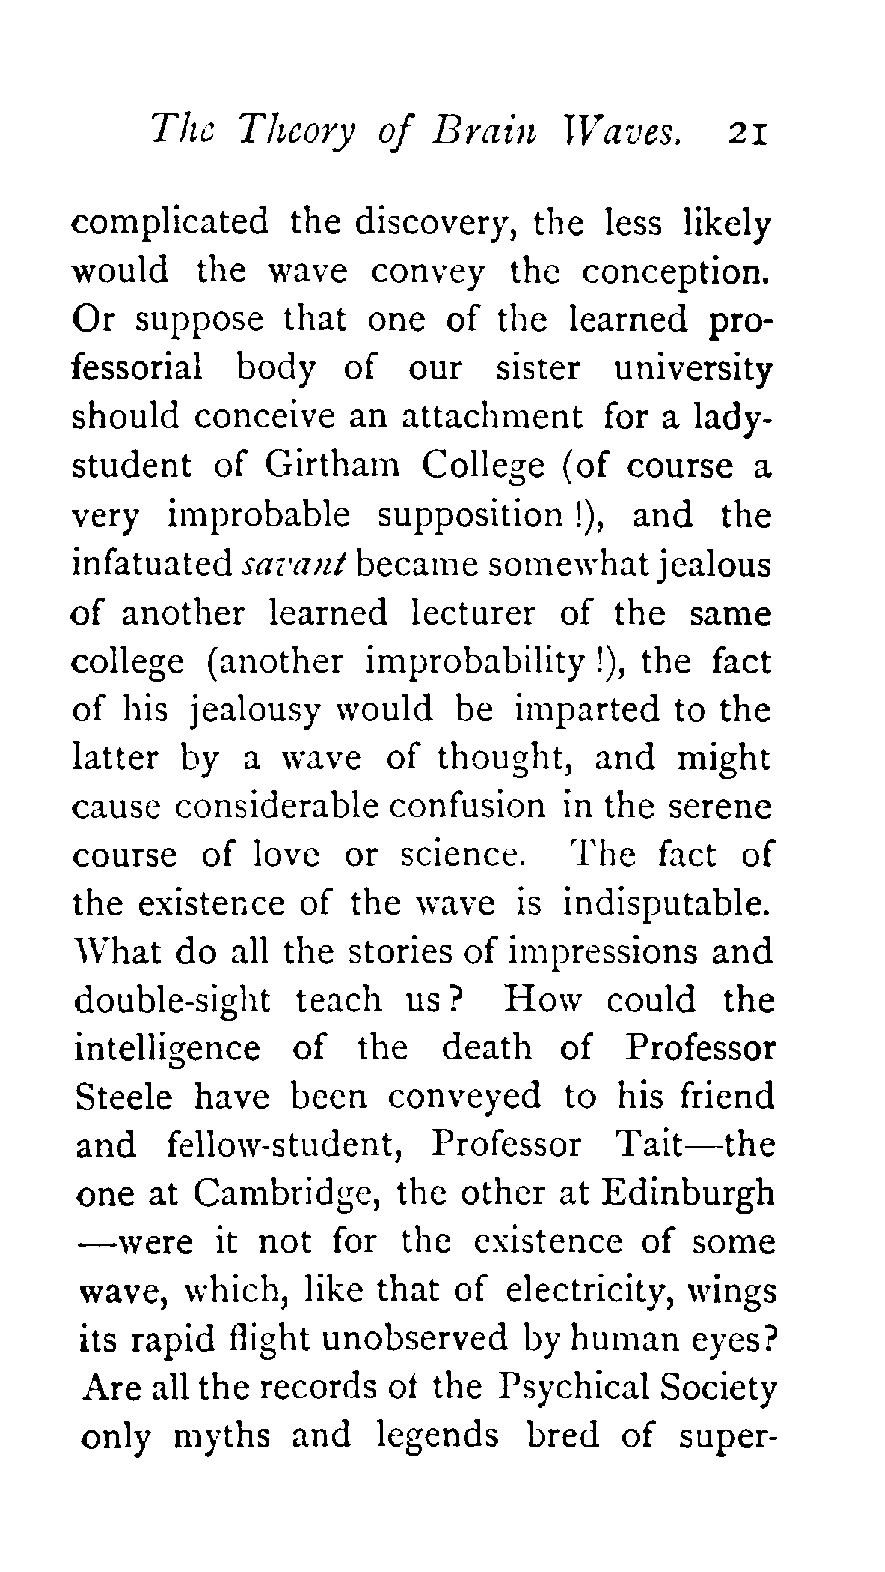 The Theory of Brain Waves. 21
complicated the discovery, the less likely
would the wave convey the conception.
Or suppose that one of the learned pro-
fessorial body of our sister university
should conceive an attachment for a lady-
student of Girtham College (of course a
very improbable supposition !), and the
infatuated savant became somewhat jealous
of another learned lecturer of the same
college (another improbability !), the fact
of his jealousy would be imparted to the
latter by a wave of thought, and might
cause considerable confusion in the serene
course of love or science. The fact of
the existence of the wave is indisputable.
What do all the stories of impressions and
double-sight teach us ? How could the
intelligence of the death of Professor
Steele have been conveyed to his friend
and fellow-student, Professor Tait—the
one at Cambridge, the other at Edinburgh
—were it not for the existence of some
wave, which, like that of electricity, wings
its rapid flight unobserved by human eyes?
Are all the records of the Psychical Society
only myths and legends bred of super-